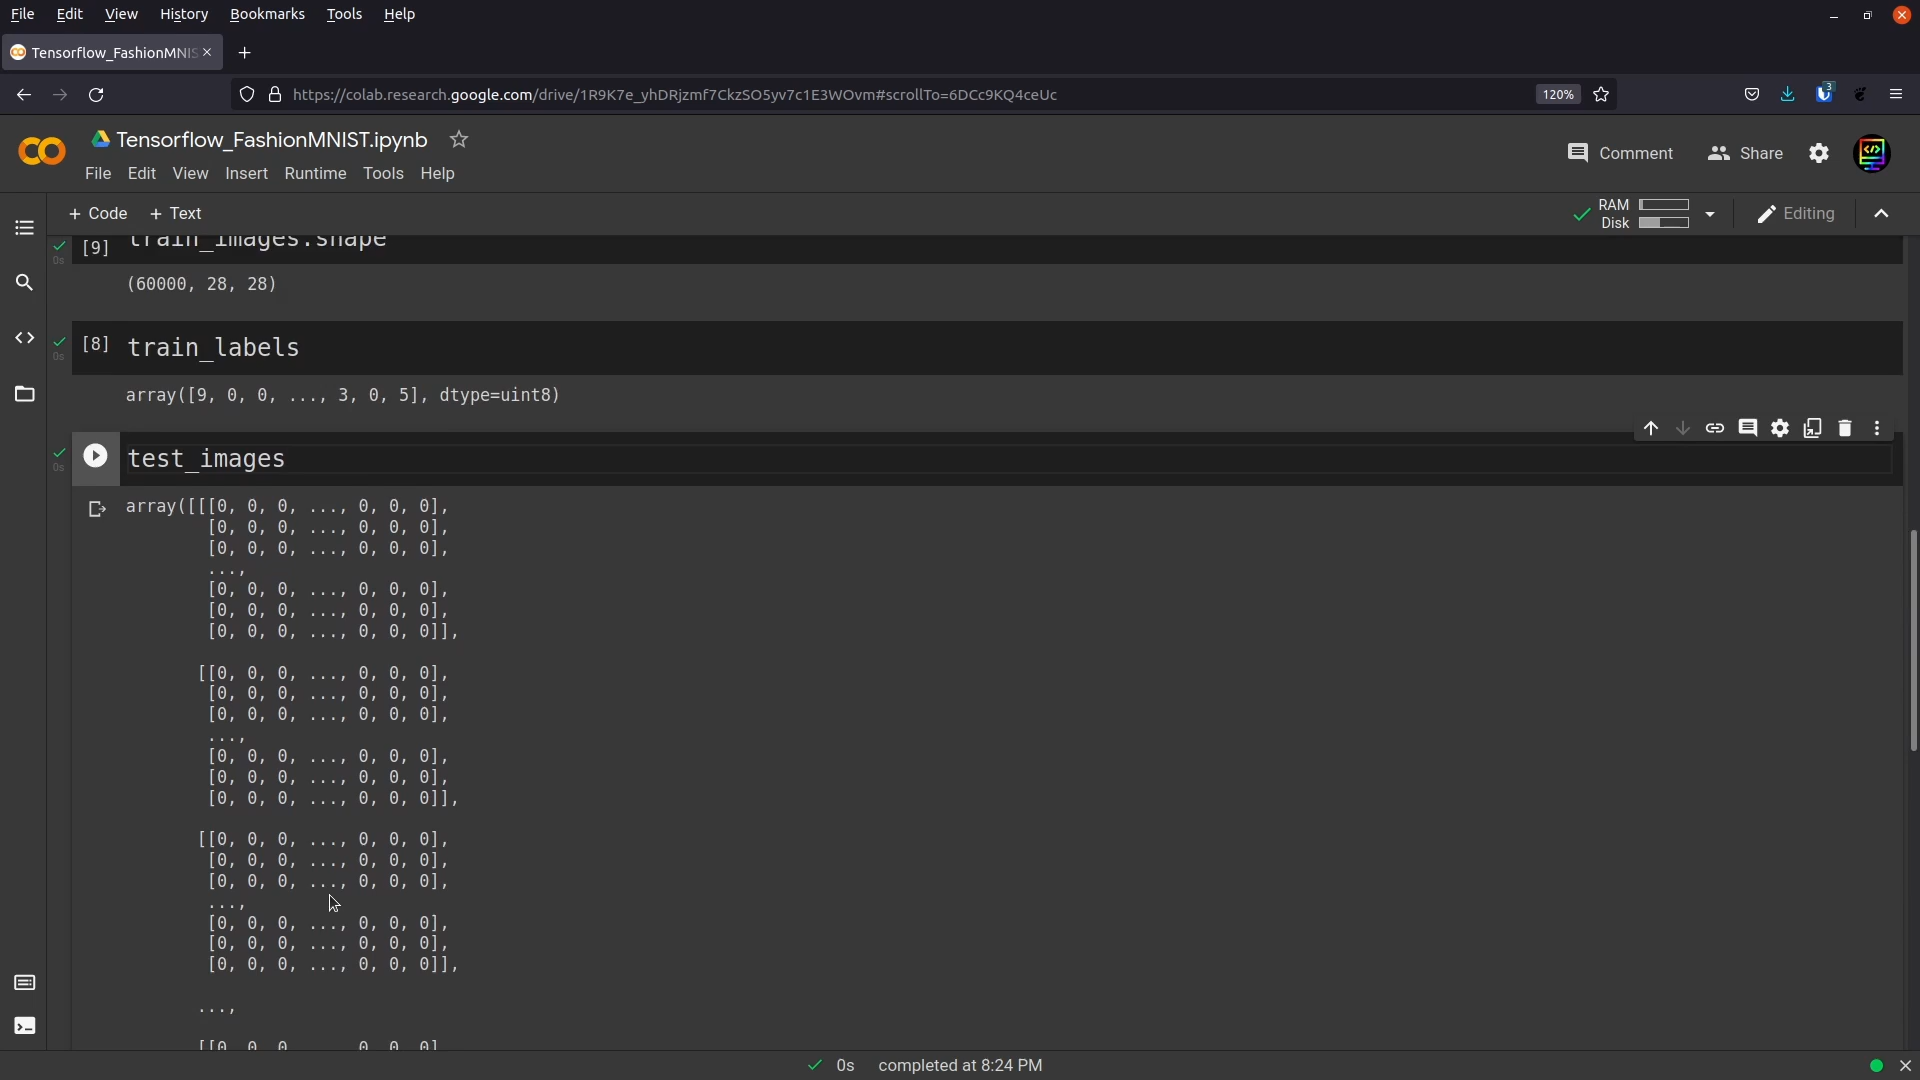 File Edit View History Bookmarks Tools Help
Tensorflow_FashionMNIS
https://colab.research.google.com/drive/1R9K7e_yhDRjzmf7CkzSO5yv7c1E3WOvm#scrollTo=6DCc9KQ4ceUc
120%
3
Tensorflow_FashionMNIST.ipynb
Comment Share
File Edit View Insert Runtime Tools Help
+ Code + Text
RAM
Disk
Editing
[9] train_images.shape
0s
(60000, 28, 28)
[8] train_labels
0s
array([9, 0, 0, ..., 3, 0, 5], dtype=uint8)
test_images
0s
array([[[0, 0, 0, ..., 0, 0, 0],
[0, 0, 0, ..., 0, 0, 0],
[0, 0, 0, ..., 0, 0, 0],
...,
[0, 0, 0, ..., 0, 0, 0],
[0, 0, 0, ..., 0, 0, 0],
[0, 0, 0, ..., 0, 0, 0]],
[[0, 0, 0, ..., 0, 0, 0],
[0, 0, 0, ..., 0, 0, 0],
[0, 0, 0, ..., 0, 0, 0],
...,
[0, 0, 0, ..., 0, 0, 0],
[0, 0, 0, ..., 0, 0, 0],
[0, 0, 0, ..., 0, 0, 0]],
[[0, 0, 0, ..., 0, 0, 0],
[0, 0, 0, ..., 0, 0, 0],
[0, 0, 0, ..., 0, 0, 0],
...,
[0, 0, 0, ..., 0, 0, 0],
[0, 0, 0, ..., 0, 0, 0],
[0, 0, 0, ..., 0, 0, 0]],
...,
0s completed at 8:24 PM